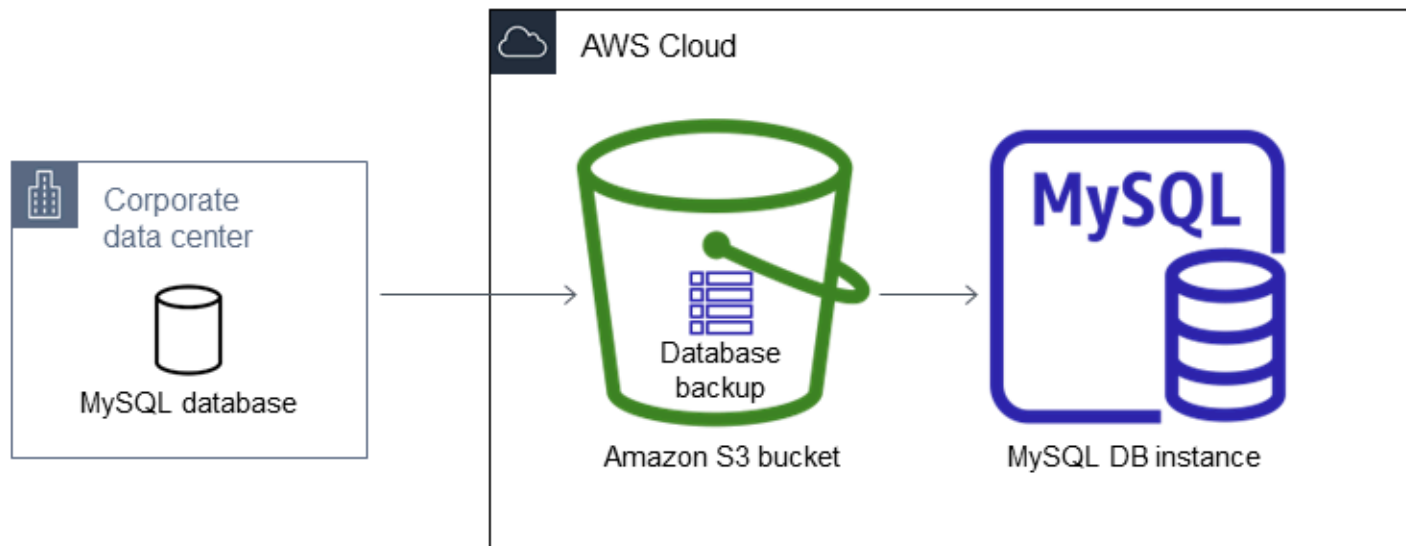 AWS Cloud
Corporate
data center
MySQL database
Database
backup
Amazon S3 bucket
MySQL
MySQL DB instance